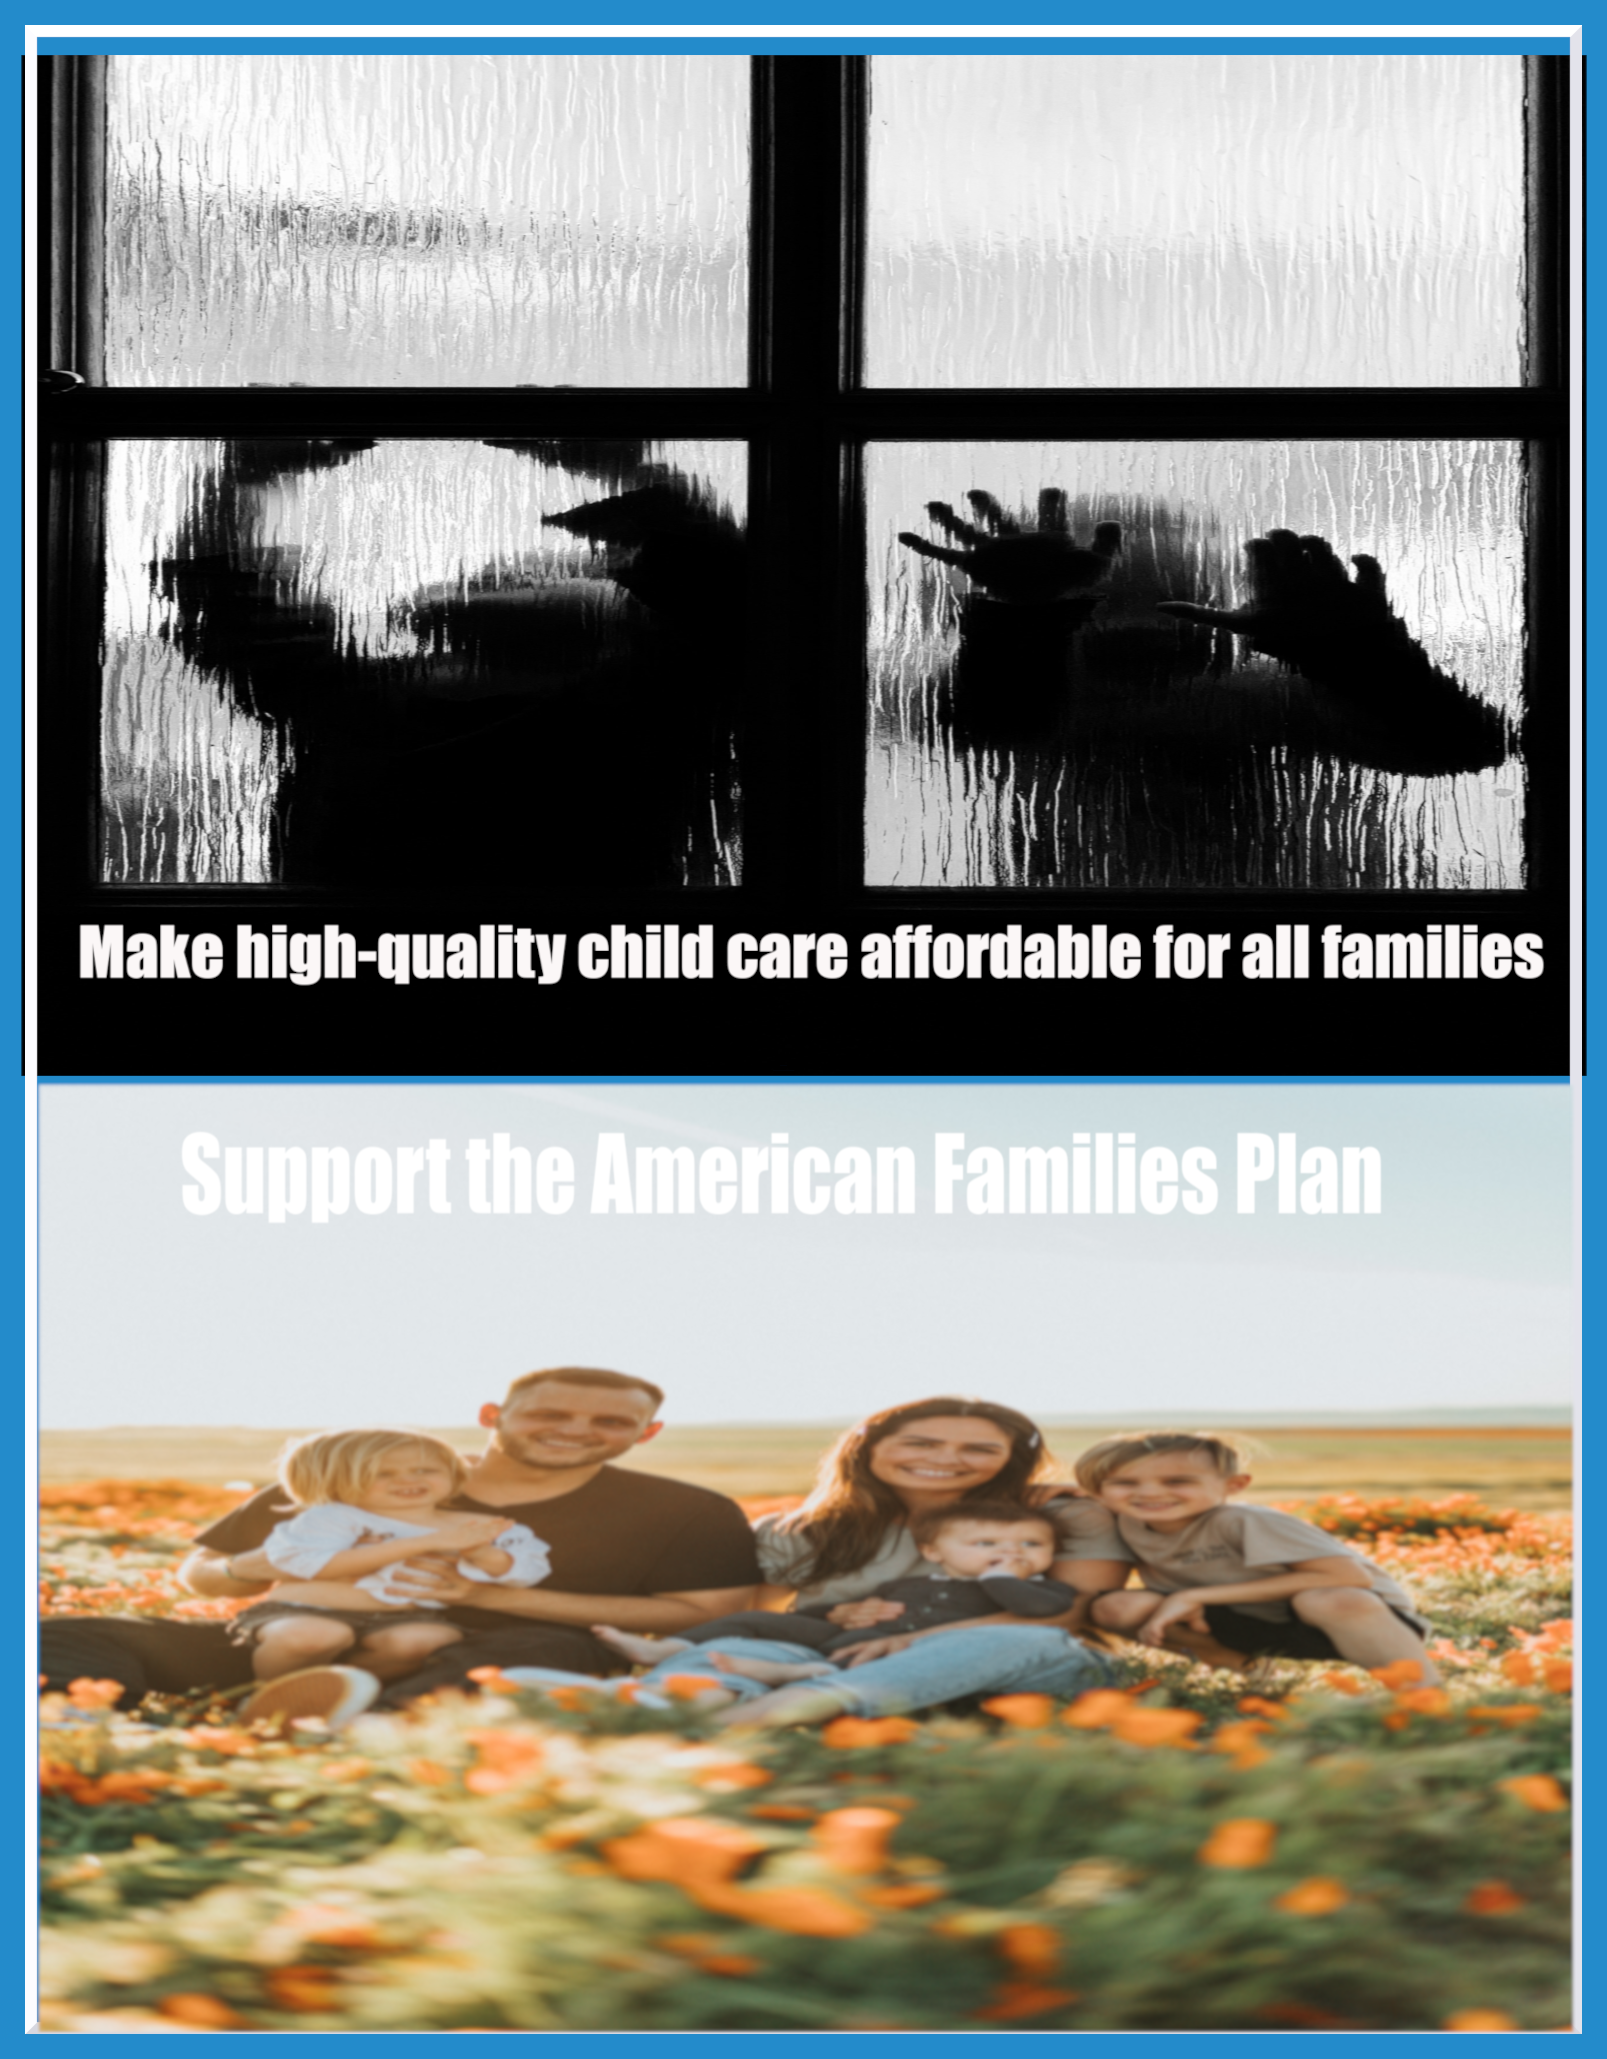 Make high-quality child care affordable for all families
Support the American Families Plan